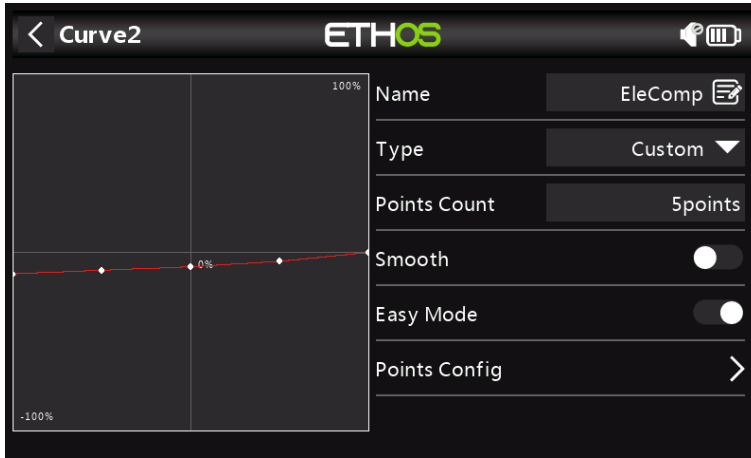 Curve2
ETHOS
100%
0%
-100%
Name
EleComp
Type
Custom
Points Count
5points
Smooth
Easy Mode
Points Config